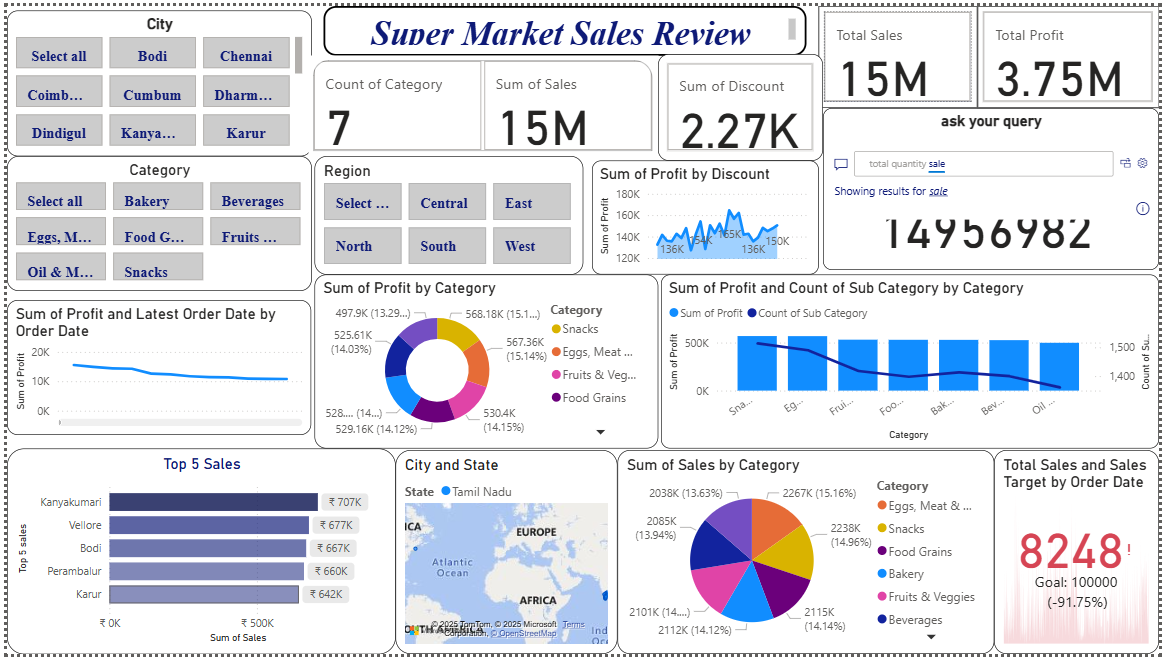 City
Select all
Bodi
Chennai
Coimb...
Cumbum
Dharm...
Dindigul
Kanya...
Karur
Super Market Sales Review
Count of Category
7
Sum of Sales
15M
Sum of Discount
2.27K
Total Sales
15M
Total Profit
3.75M
ask your query
total quantity sale
Showing results for sale
14956982
Category
Select all
Bakery
Beverages
Eggs, M...
Food G...
Fruits ...
Oil & M...
Snacks
Region
Select ...
Central
East
North
South
West
Sum of Profit by Discount
Sum of Profit
180K
160K
140K
120K
136K
154K
165K
136K
150K
Sum of Profit and Latest Order Date by
Order Date
Sum of Profit
20K
10K
0K
Sum of Profit by Category
497.9K (13.29...)
568.18K (15.1...)
525.61K
(14.03%)
567.36K
(15.14%)
528.... (14...)
529.16K (14.12%)
530.4K
(14.15%)
Category
Snacks
Eggs, Meat ...
Fruits & Veg...
Food Grains
Sum of Profit and Count of Sub Category by Category
Sum of Profit
Count of Sub Category
Sum of Profit
500K
0K
1,500
1,400
Count of Su...
Sna...
Eg...
Frui...
Foo...
Bak...
Bev...
Oil ...
Category
Top 5 Sales
Top 5 sales
Kanyakumari
₹ 707K
Vellore
₹ 677K
Bodi
₹ 667K
Perambalur
₹ 660K
Karur
₹ 642K
₹ 0K
₹ 500K
Sum of Sales
City and State
State
Tamil Nadu
ICA
EUROPE
Atlantic
Ocean
AFRICA
Ind
Oc
© 2025 TomTom, © 2025 Microsoft
Corporation, © OpenStreetMap
Terms
Sum of Sales by Category
2038K (13.63%)
2267K (15.16%)
2085K
(13.94%)
2238K
(14.96%)
2101K (14....)
2112K (14.12%)
2115K
(14.14%)
Category
Eggs, Meat & ...
Snacks
Food Grains
Bakery
Fruits & Veggies
Beverages
Total Sales and Sales
Target by Order Date
8248!
Goal: 100000
(-91.75%)